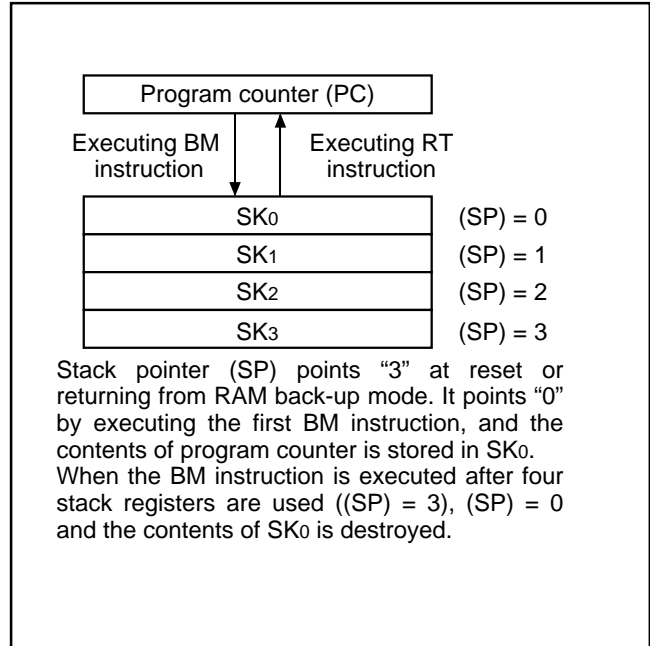 Program counter (PC)
Executing BM instruction
Executing RT instruction
SK0 (SP) = 0
SK1 (SP) = 1
SK2 (SP) = 2
SK3 (SP) = 3
Stack pointer (SP) points “3” at reset or
returning from RAM back-up mode. It points “0”
by executing the first BM instruction, and the
contents of program counter is stored in SK0.
When the BM instruction is executed after four
stack registers are used ((SP) = 3), (SP) = 0
and the contents of SK0 is destroyed.